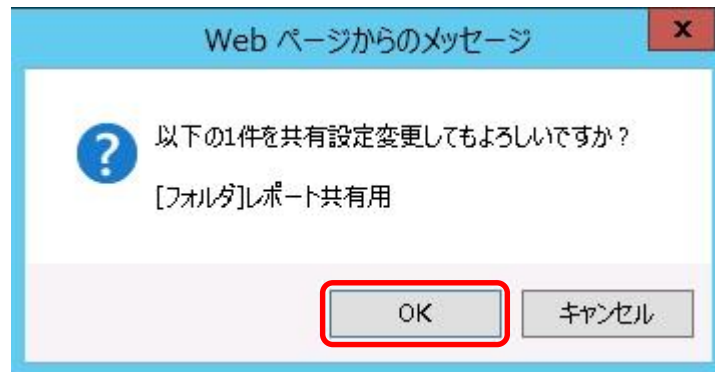 Web ページからのメッセージ
x
?
以下の1件を共有設定変更してもよろしいですか？
[フォルダ]レポート共有用
OK
キャンセル